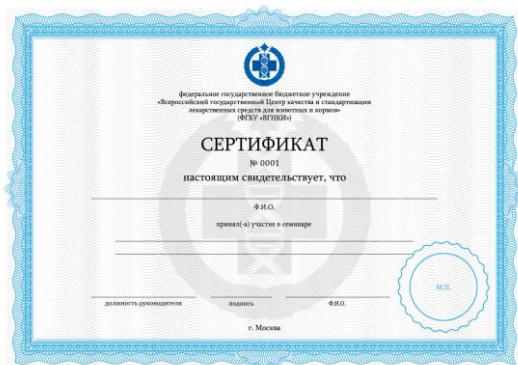 федеральное государственное бюджетное учреждение
«Всероссийский государственный Центр качества и стандартизации
лекарственных средств для животных и кормов»
(ФГБУ «ВГНКИ»)
СЕРТИФИКАТ
№ 0001
настоящим свидетельствует, что
Ф.И.О.
принял(-а) участие в семинаре
М.П.
должность руководителя подпись Ф.И.О.
г. Москва